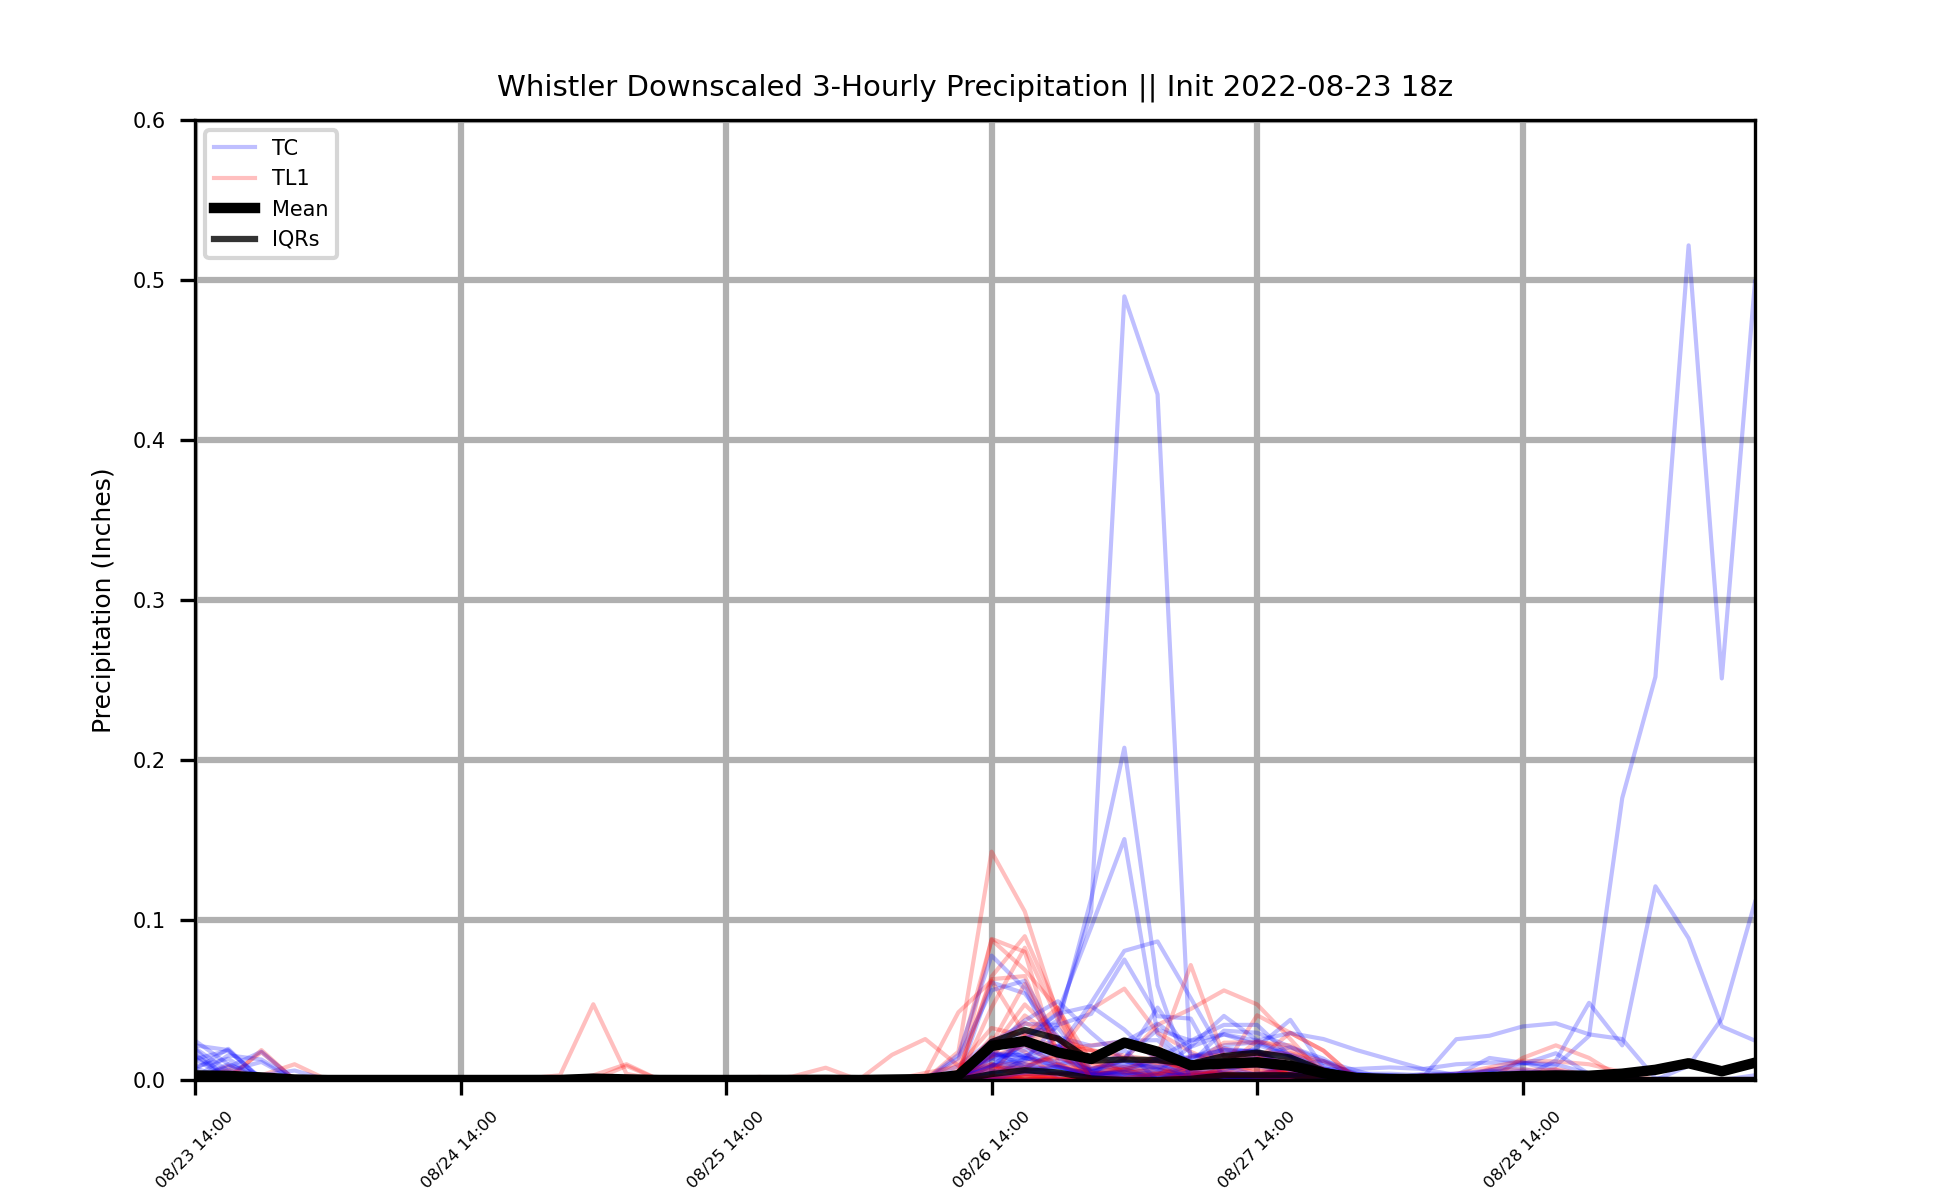 Whistler Downscaled 3-Hourly Precipitation || Init 2022-08-23 18z
TC
TL1
Mean
IQRs
Precipitation (Inches)
0.6
0.5
0.4
0.3
0.2
0.1
0.0
08/23 14:00
08/24 14:00
08/25 14:00
08/26 14:00
08/27 14:00
08/28 14:00